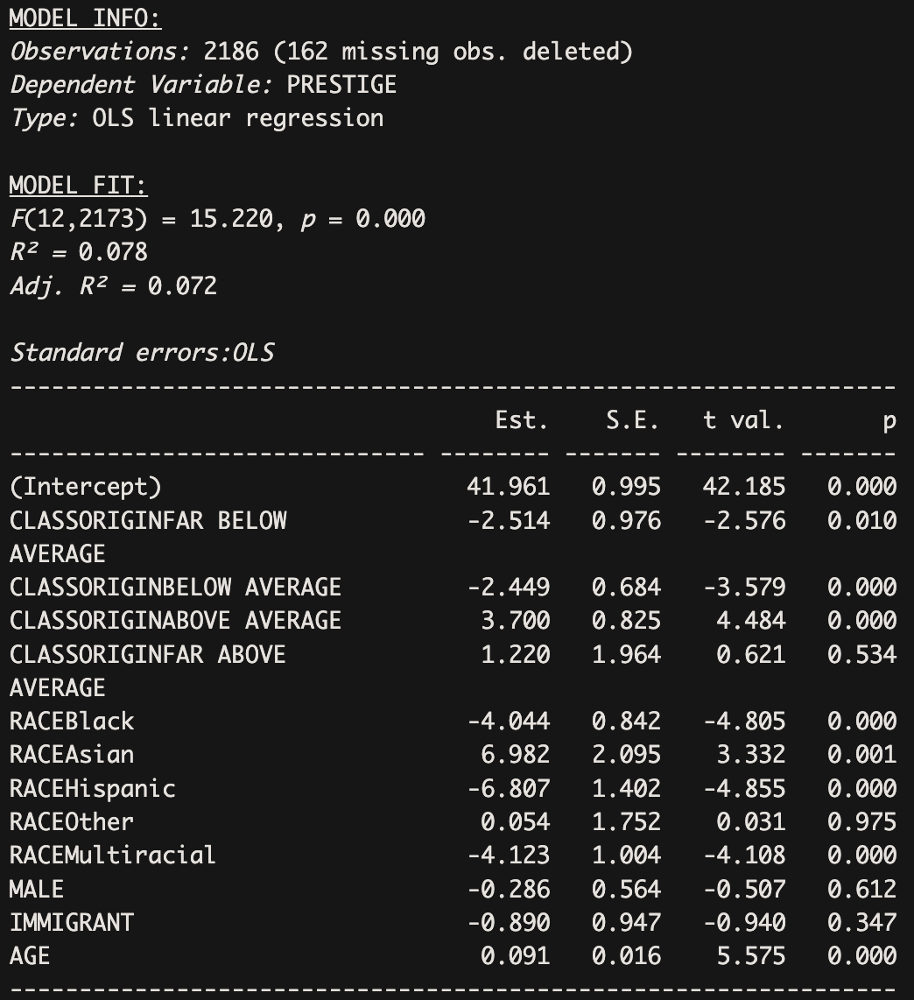 MODEL INFO:
Observations: 2186 (162 missing obs. deleted)
Dependent Variable: PRESTIGE
Type: OLS linear regression
MODEL FIT:
F(12,2173) = 15.220, p = 0.000
R² = 0.078
Adj. R² = 0.072
Standard errors:OLS
----------------------------------------------------------------
Est. S.E. t val. p
------------------------------ -------- ------- -------- -------
(Intercept) 41.961 0.995 42.185 0.000
CLASSORIGINFAR BELOW -2.514 0.976 -2.576 0.010
AVERAGE
CLASSORIGINBELOW AVERAGE -2.449 0.684 -3.579 0.000
CLASSORIGINABOVE AVERAGE 3.700 0.825 4.484 0.000
CLASSORIGINFAR ABOVE 1.220 1.964 0.621 0.534
AVERAGE
RACEBlack -4.044 0.842 -4.805 0.000
RACEAsian 6.982 2.095 3.332 0.001
RACEHispanic -6.807 1.402 -4.855 0.000
RACEOther 0.054 1.752 0.031 0.975
RACEMultiracial -4.123 1.004 -4.108 0.000
MALE -0.286 0.564 -0.507 0.612
IMMIGRANT -0.890 0.947 -0.940 0.347
AGE 0.091 0.016 5.575 0.000
----------------------------------------------------------------